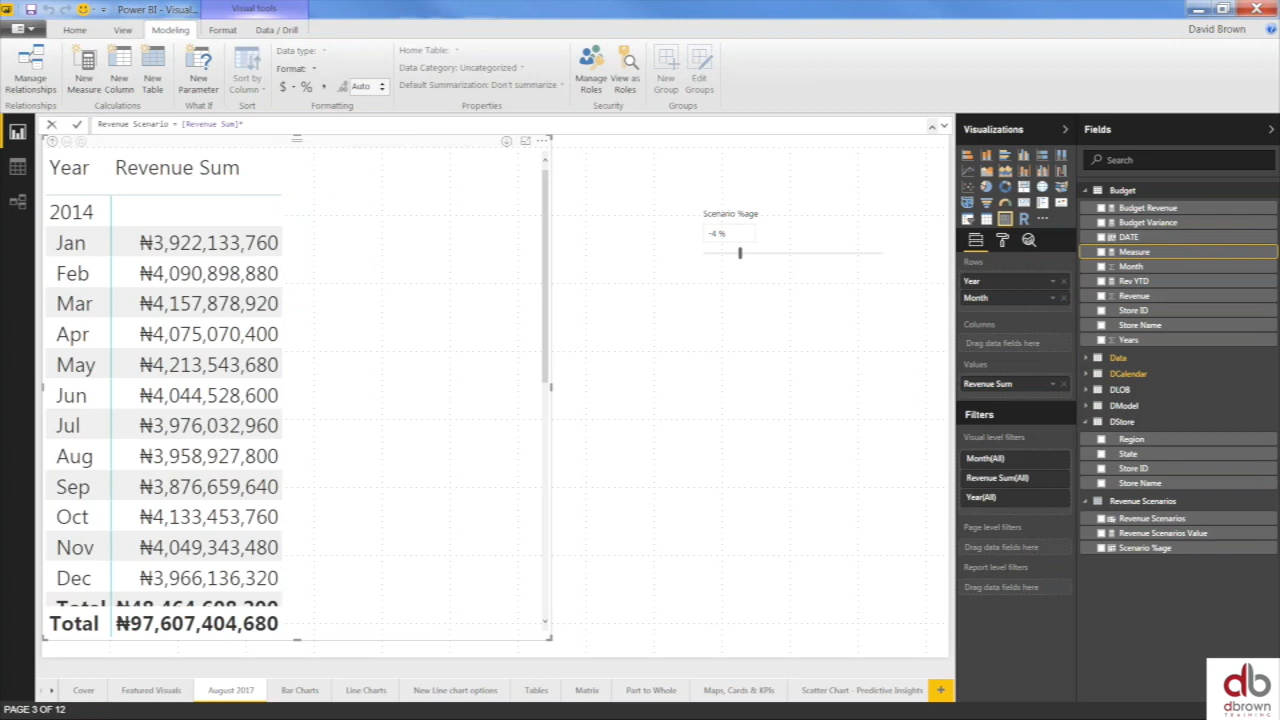 Power BI - Visual...
Visual tools
Home
View
Modeling
Format
Data / Drill
David Brown
Manage Relationships
New Measure
New Column
New Table
New Parameter
Sort by Column
Data type:
Format:
$ - % , Auto
Home Table:
Data Category: Uncategorized
Default Summarization: Don't summarize
Manage Roles
View as Roles
New Group
Edit Groups
Relationships
Calculations
What If
Sort
Formatting
Properties
Security
Groups
Revenue Scenario = [Revenue Sum]*
Year Revenue Sum
2014
Jan ₦3,922,133,760
Feb ₦4,090,898,880
Mar ₦4,157,878,920
Apr ₦4,075,070,400
May ₦4,213,543,680
Jun ₦4,044,528,600
Jul ₦3,976,032,960
Aug ₦3,958,927,800
Sep ₦3,876,659,640
Oct ₦4,133,453,760
Nov ₦4,049,343,480
Dec ₦3,966,136,320
Total ₦48,464,608,200
Total ₦97,607,404,680
Scenario %age
-4 %
Visualizations
R
Rows
Year
Month
Columns
Drag data fields here
Values
Revenue Sum
Filters
Visual level filters
Month(All)
Revenue Sum(All)
Year(All)
Page level filters
Drag data fields here
Report level filters
Drag data fields here
Fields
Search
Budget
Budget Revenue
Budget Variance
DATE
Measure
Month
Rev YTD
Revenue
Store ID
Store Name
Years
Data
DCalendar
DLOB
DModel
DStore
Region
State
Store ID
Store Name
Revenue Scenarios
Revenue Scenarios
Revenue Scenarios Value
Scenario %age
Cover
Featured Visuals
August 2017
Bar Charts
Line Charts
New Line chart options
Tables
Matrix
Part to Whole
Maps, Cards & KPIs
Scatter Chart - Predictive Insights
+
PAGE 3 OF 12
db
dbrown
TRAINING